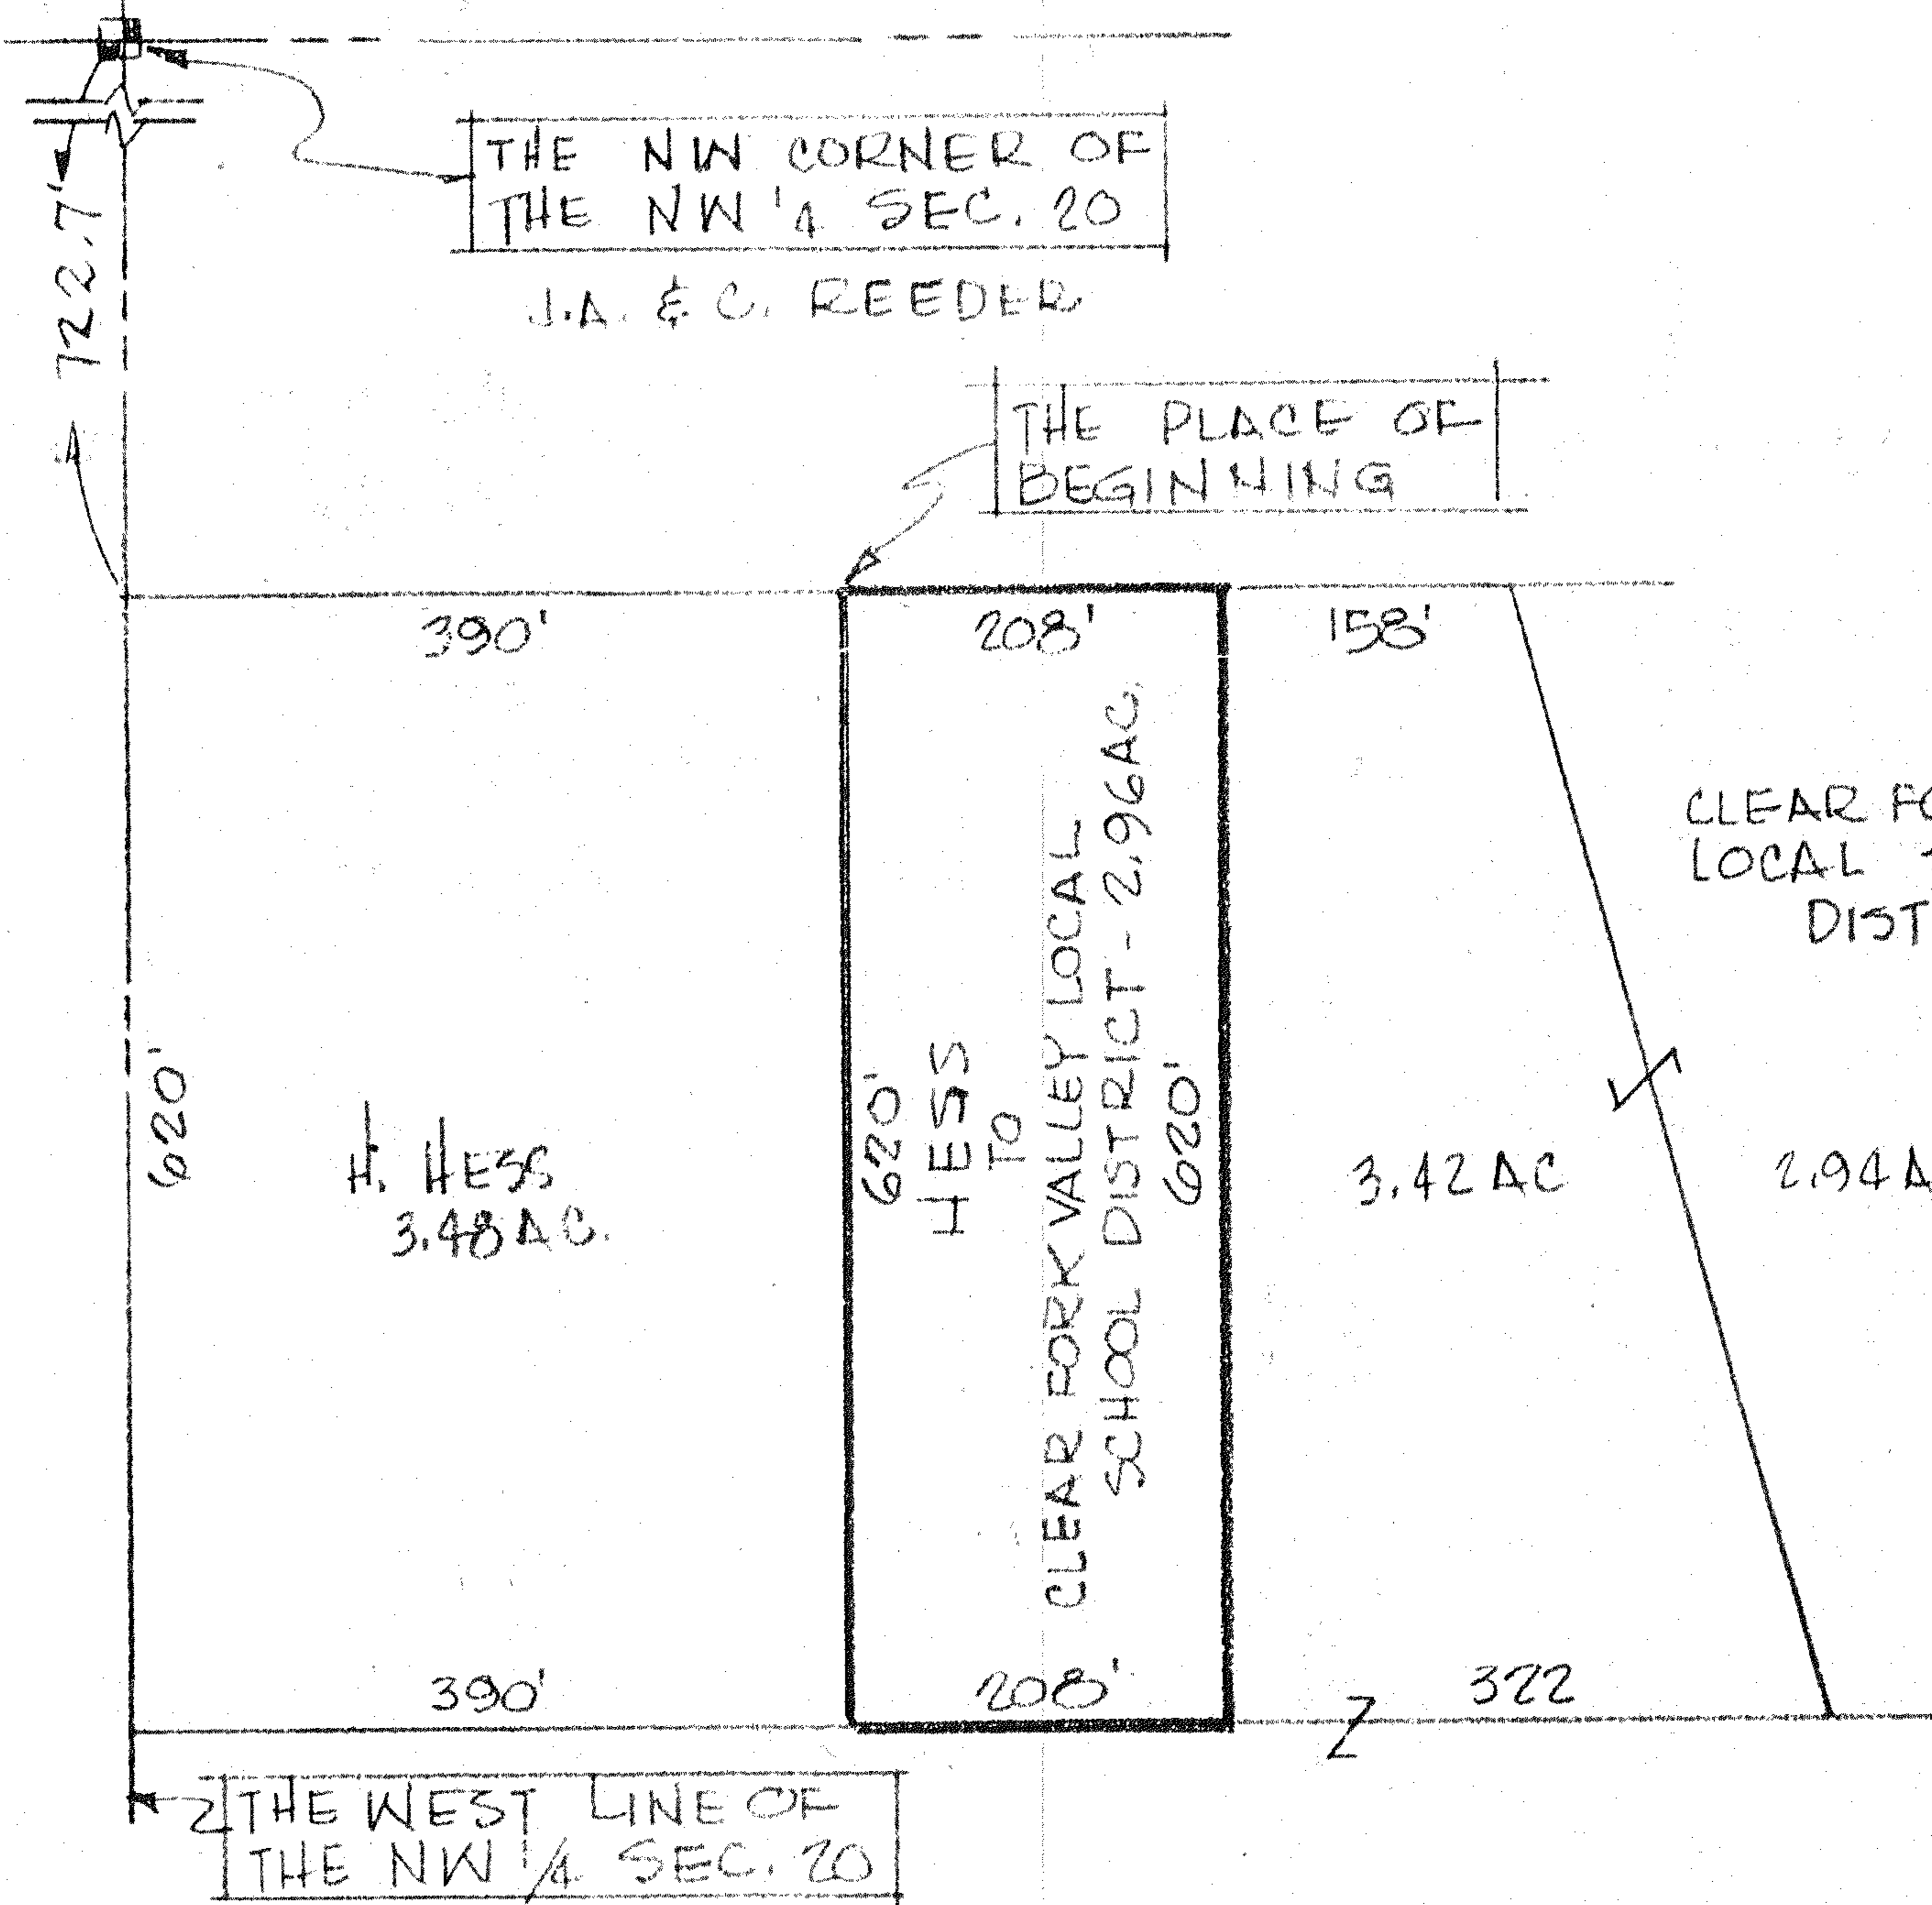 THE NW CORNER OF
THE NW 1/4 SEC. 20
J.A. & C. REEDER
722.7'
THE PLACE OF
BEGINNING
390'
208'
158'
CLEAR FO
LOCAL
DIST
620'
H. HESS
3.48 AC.
620'
HESS
TO
CLEAR FORK VALLEY LOCAL
SCHOOL DISTRICT - 2.96 AC.
620'
3.42 AC
2.94 A
390'
208'
322
THE WEST LINE OF
THE NW 1/4 SEC. 20